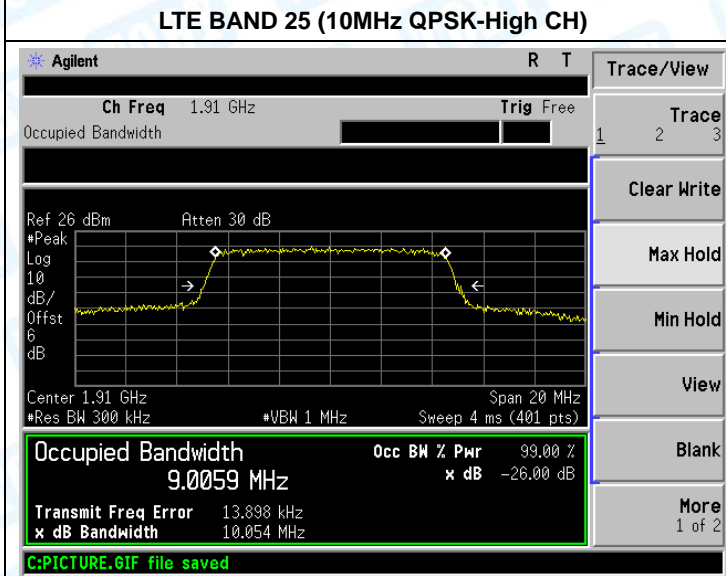 LTE BAND 25 (10MHz QPSK-High CH)
Agilent R T
Trace/View
Ch Freq 1.91 GHz Trig Free
Occupied Bandwidth
Trace
1 2 3
Clear Write
Max Hold
Min Hold
View
Blank
More
1 of 2
Ref 26 dBm Atten 30 dB
#Peak
Log
10
dB/
Offst
6
dB
Center 1.91 GHz Span 20 MHz
#Res BW 300 kHz #VBW 1 MHz Sweep 4 ms (401 pts)
Occupied Bandwidth Occ BW % Pwr 99.00 %
9.0059 MHz x dB -26.00 dB
Transmit Freq Error 13.898 kHz
x dB Bandwidth 10.054 MHz
C:PICTURE.GIF file saved